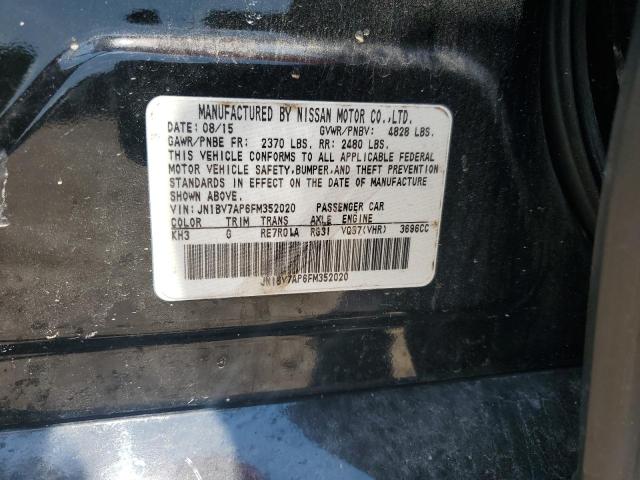 MANUFACTURED BY NISSAN MOTOR CO.,LTD.
DATE: 08/15 GVWR/PNBV: 4828 LBS.
GAWR/PNBE FR: 2370 LBS. RR: 2480 LBS.
THIS VEHICLE CONFORMS TO ALL APPLICABLE FEDERAL
MOTOR VEHICLE SAFETY,BUMPER,AND THEFT PREVENTION
STANDARDS IN EFFECT ON THE DATE OF MANUFACTURE
SHOWN ABOVE.
VIN: JN1BV7AP6FM352020 PASSENGER CAR
COLOR TRIM TRANS AXLE ENGINE
KH3 G RE7R01A RG31 VQ37(VHR) 3696CC
JN1BV7AP6FM352020